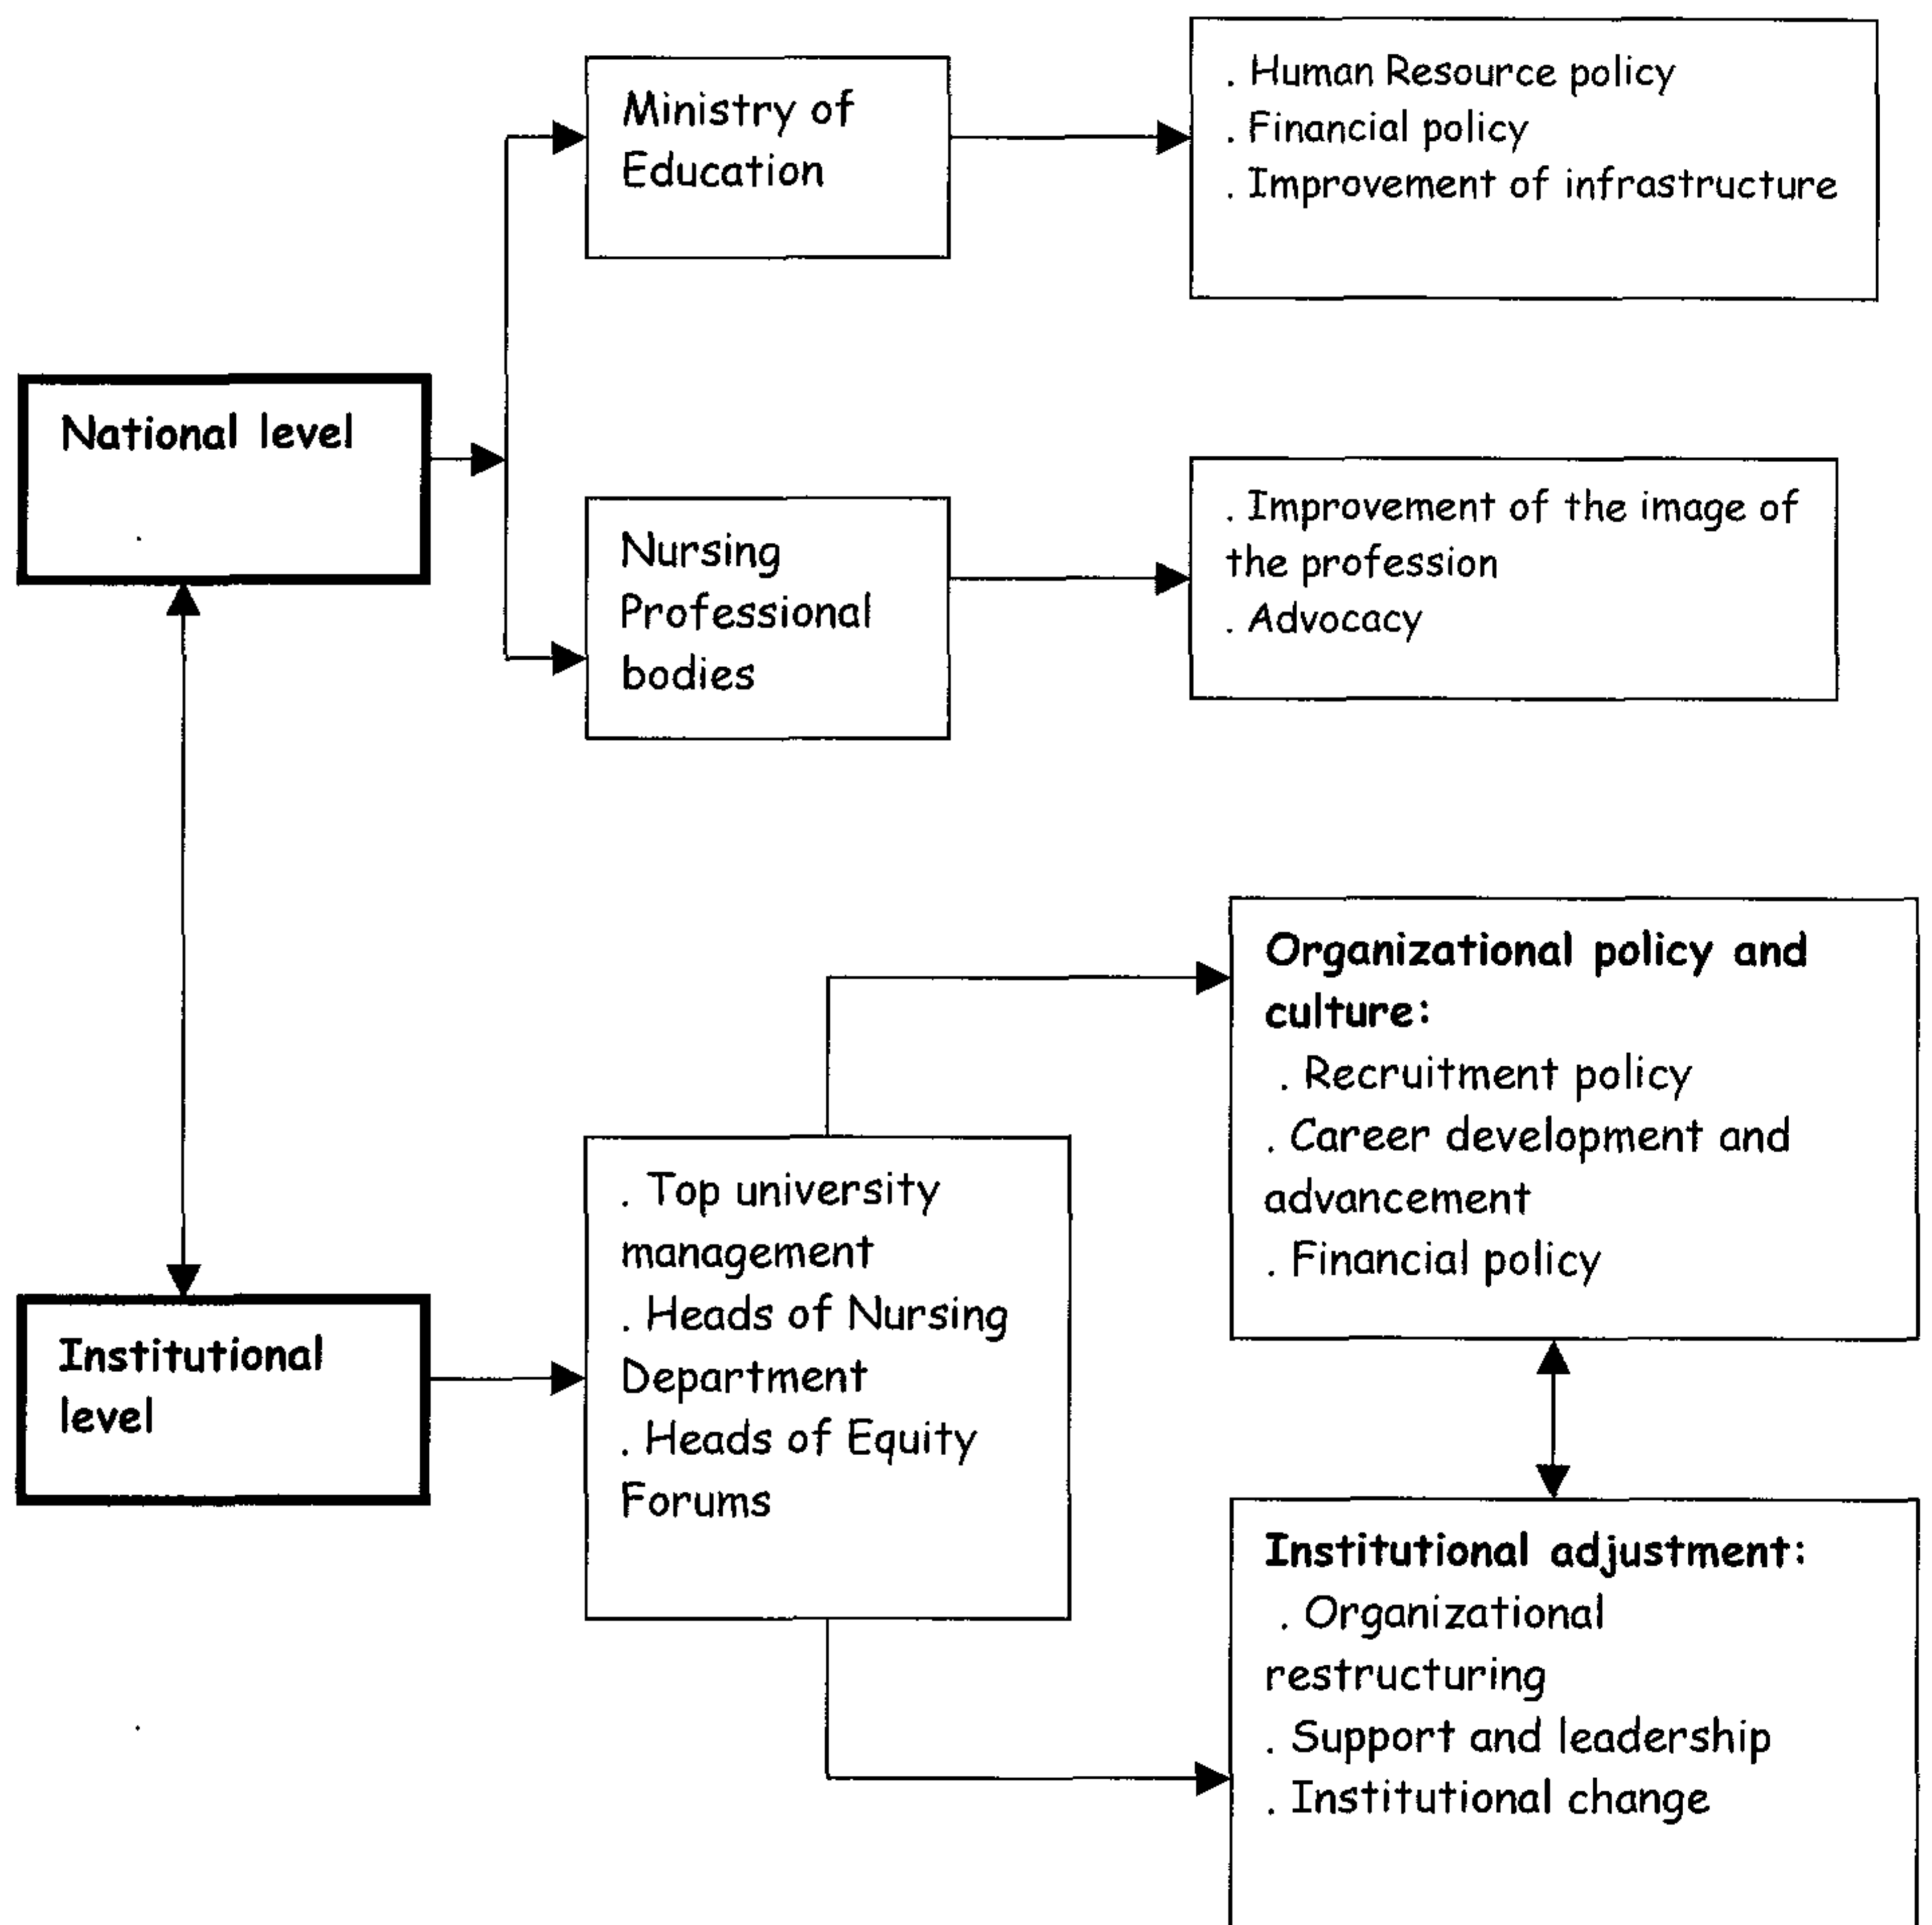 Ministry of
Education
. Human Resource policy
. Financial policy
. Improvement of infrastructure
National level
Nursing
Professional
bodies
. Improvement of the image of
the profession
. Advocacy
Institutional
level
. Top university
management
. Heads of Nursing
Department
. Heads of Equity
Forums
Organizational policy and
culture:
. Recruitment policy
. Career development and
advancement
. Financial policy
Institutional adjustment:
. Organizational
restructuring
. Support and leadership
. Institutional change